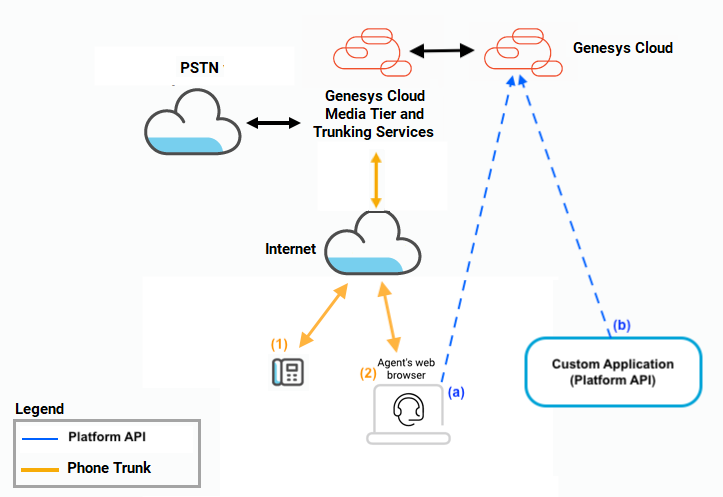 PSTN
Genesys Cloud
Genesys Cloud
Media Tier and
Trunking Services
Internet
(1)
(2)
Agent's web
browser
(a)
(b)
Custom Application
(Platform API)
Legend
Platform API
Phone Trunk